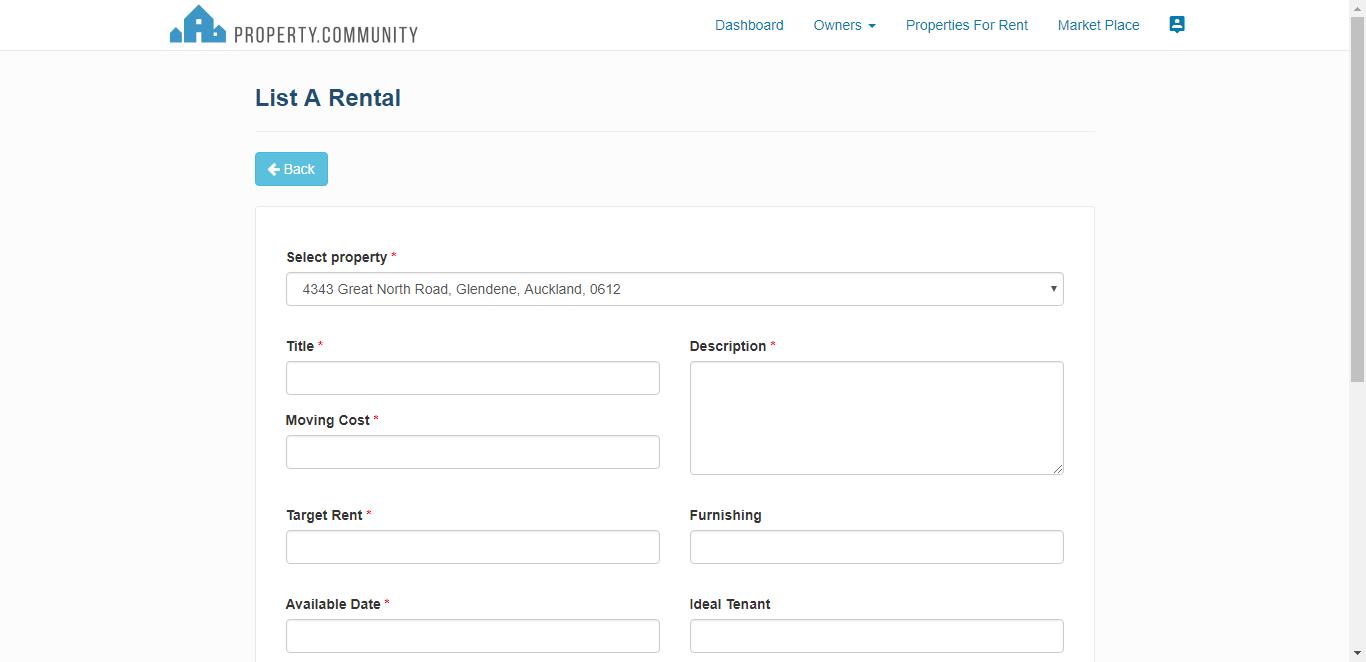 PROPERTY.COMMUNITY
Dashboard Owners Properties For Rent Market Place
List A Rental
Back
Select property *
4343 Great North Road, Glendene, Auckland, 0612
Title * Description *
Moving Cost *
Target Rent * Furnishing
Available Date * Ideal Tenant